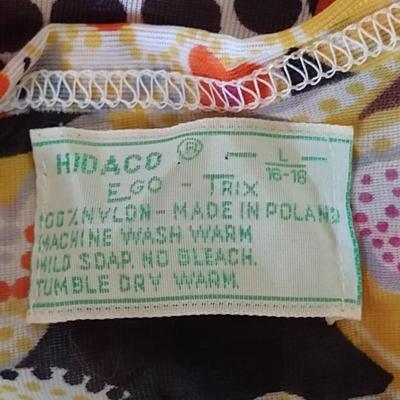 HIDACO ® - L -
16-18
EGO - TRIX
100% NYLON - MADE IN POLAND
MACHINE WASH WARM
MILD SOAP. NO BLEACH.
TUMBLE DRY WARM.